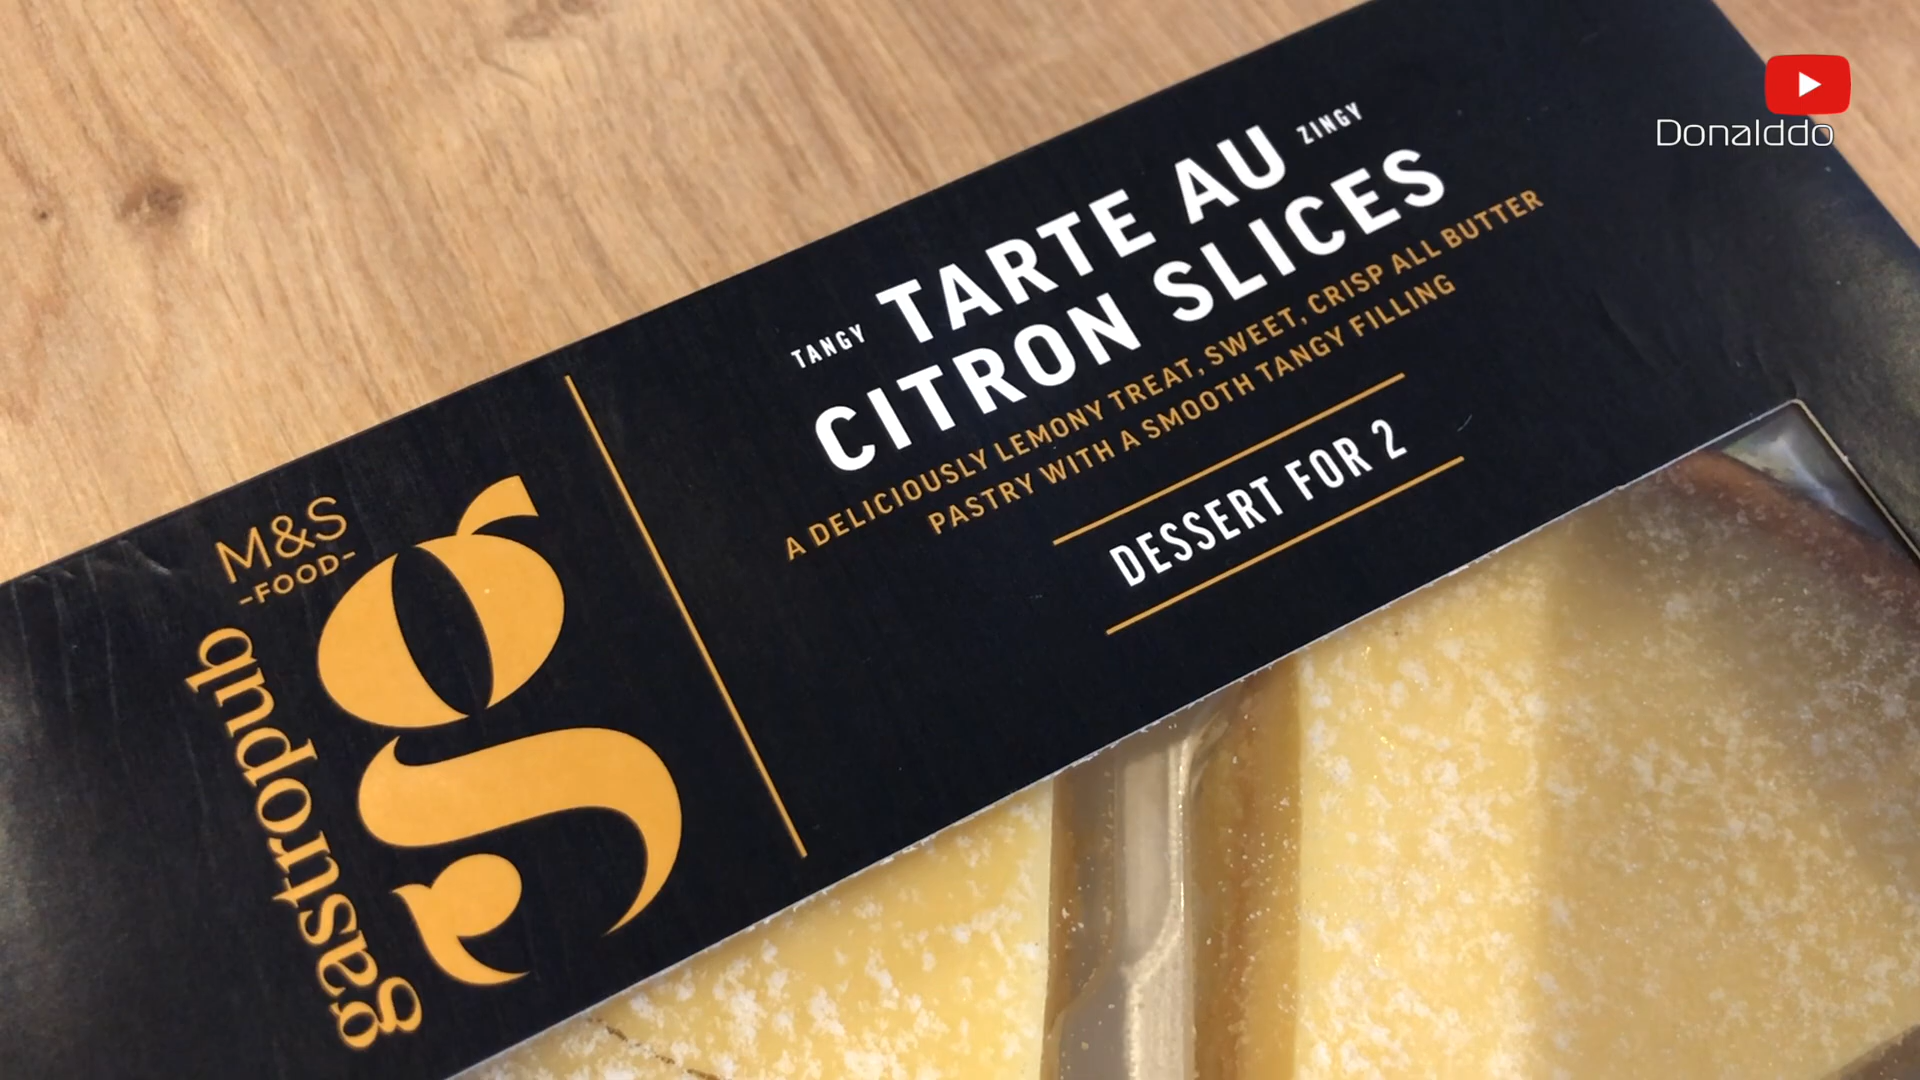 Donalddo
M&S
-FOOD-
gastropub
g
TANGY TARTE AU ZINGY
CITRON SLICES
A DELICIOUSLY LEMONY TREAT, SWEET, CRISP ALL BUTTER
PASTRY WITH A SMOOTH TANGY FILLING
DESSERT FOR 2